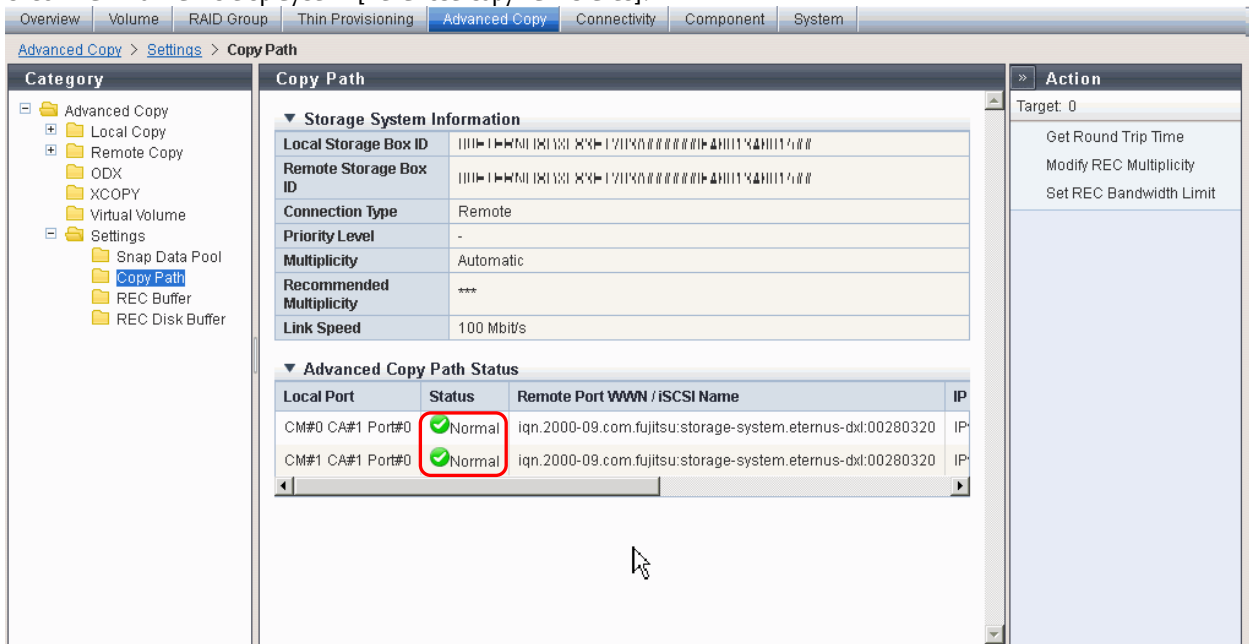 Overview Volume RAID Group Thin Provisioning Advanced Copy Connectivity Component System
Advanced Copy > Settings > Copy Path
Category
Advanced Copy
Local Copy
Remote Copy
ODX
XCOPY
Virtual Volume
Settings
Snap Data Pool
Copy Path
REC Buffer
REC Disk Buffer
Copy Path
▼ Storage System Information
Local Storage Box ID
Remote Storage Box
ID
Connection Type Remote
Priority Level -
Multiplicity Automatic
Recommended
Multiplicity ***
Link Speed 100 Mbit/s
▼ Advanced Copy Path Status
Local Port Status Remote Port WWN / iSCSI Name IP
CM#0 CA#1 Port#0 Normal iqn.2000-09.com.fujitsu:storage-system.eternus-dxl:00280320
CM#1 CA#1 Port#0 Normal iqn.2000-09.com.fujitsu:storage-system.eternus-dxl:00280320
» Action
Target: 0
Get Round Trip Time
Modify REC Multiplicity
Set REC Bandwidth Limit